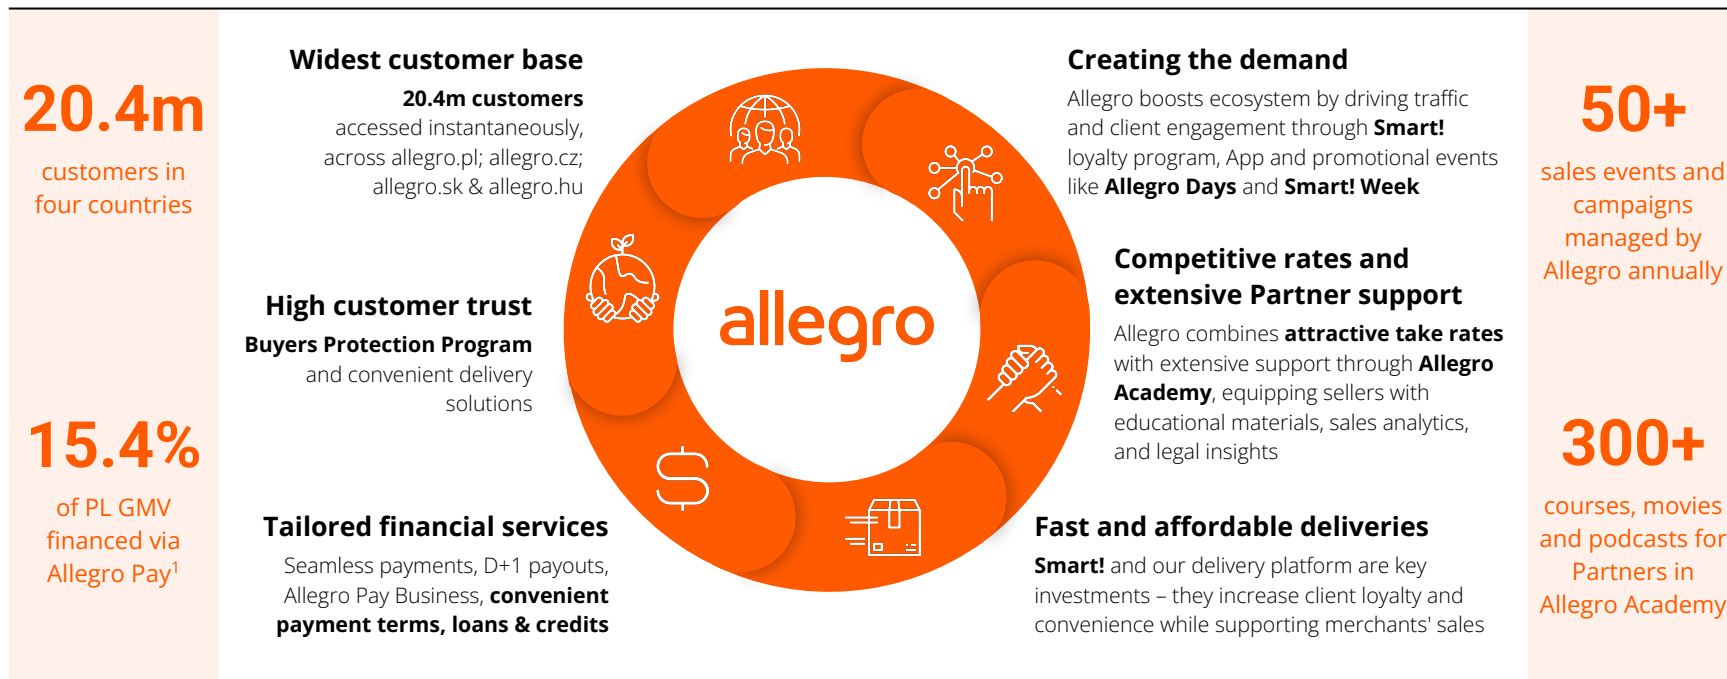 20.4m
customers in
four countries
15.4%
of PL GMV
financed via
Allegro Pay¹
Widest customer base
20.4m customers
accessed instantaneously,
across allegro.pl; allegro.cz;
allegro.sk & allegro.hu
High customer trust
Buyers Protection Program
and convenient delivery
solutions
Tailored financial services
Seamless payments, D+1 payouts,
Allegro Pay Business, convenient
payment terms, loans & credits
allegro
Creating the demand
Allegro boosts ecosystem by driving traffic
and client engagement through Smart!
loyalty program, App and promotional events
like Allegro Days and Smart! Week
Competitive rates and
extensive Partner support
Allegro combines attractive take rates
with extensive support through Allegro
Academy, equipping sellers with
educational materials, sales analytics,
and legal insights
Fast and affordable deliveries
Smart! and our delivery platform are key
investments – they increase client loyalty and
convenience while supporting merchants' sales
50+
sales events and
campaigns
managed by
Allegro annually
300+
courses, movies
and podcasts for
Partners in
Allegro Academy